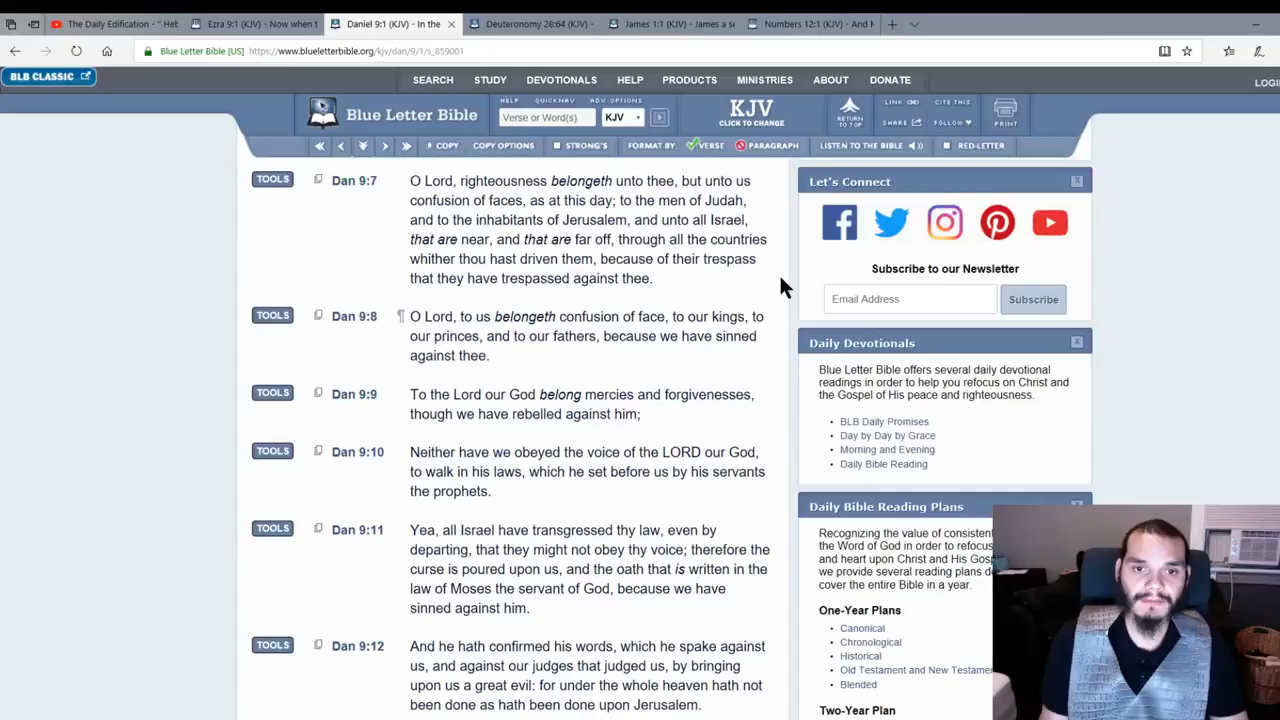 The Daily Edification - " Heb
Ezra 9:1 (KJV) - Now when t
Daniel 9:1 (KJV) - In the
Deuteronomy 28:64 (KJV) -
James 1:1 (KJV) - James a se
Numbers 12:1 (KJV) - And M
Blue Letter Bible [US]
https://www.blueletterbible.org/kjv/dan/9/1/s_859001
BLB CLASSIC
SEARCH STUDY DEVOTIONALS HELP PRODUCTS MINISTRIES ABOUT DONATE
LOGI
Blue Letter Bible
HELP QUICKNAV ADV. OPTIONS
Verse or Word(s) KJV
KJV
CLICK TO CHANGE
RETURN
TO TOP
LINK CITE THIS
SHARE FOLLOW
PRINT
COPY COPY OPTIONS STRONG'S FORMAT BY VERSE PARAGRAPH LISTEN TO THE BIBLE RED-LETTER
TOOLS Dan 9:7 O Lord, righteousness belongeth unto thee, but unto us
confusion of faces, as at this day; to the men of Judah,
and to the inhabitants of Jerusalem, and unto all Israel,
that are near, and that are far off, through all the countries
whither thou hast driven them, because of their trespass
that they have trespassed against thee.
TOOLS Dan 9:8 ¶ O Lord, to us belongeth confusion of face, to our kings, to
our princes, and to our fathers, because we have sinned
against thee.
TOOLS Dan 9:9 To the Lord our God belong mercies and forgivenesses,
though we have rebelled against him;
TOOLS Dan 9:10 Neither have we obeyed the voice of the LORD our God,
to walk in his laws, which he set before us by his servants
the prophets.
TOOLS Dan 9:11 Yea, all Israel have transgressed thy law, even by
departing, that they might not obey thy voice; therefore the
curse is poured upon us, and the oath that is written in the
law of Moses the servant of God, because we have
sinned against him.
TOOLS Dan 9:12 And he hath confirmed his words, which he spake against
us, and against our judges that judged us, by bringing
upon us a great evil: for under the whole heaven hath not
been done as hath been done upon Jerusalem.
Let's Connect
Subscribe to our Newsletter
Email Address Subscribe
Daily Devotionals
Blue Letter Bible offers several daily devotional
readings in order to help you refocus on Christ and
the Gospel of His peace and righteousness.
BLB Daily Promises
Day by Day by Grace
Morning and Evening
Daily Bible Reading
Daily Bible Reading Plans
Recognizing the value of consisten
the Word of God in order to refocus
and heart upon Christ and His Gosp
we provide several reading plans de
cover the entire Bible in a year.
One-Year Plans
Canonical
Chronological
Historical
Old Testament and New Testamen
Blended
Two-Year Plan